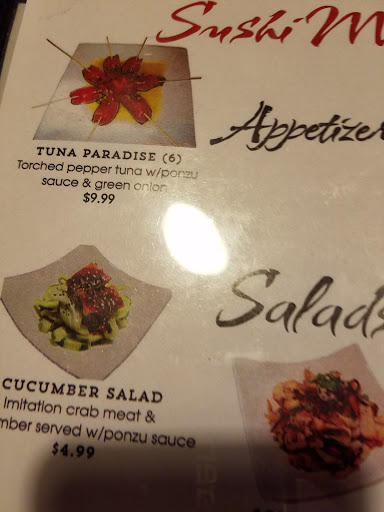 Sushi M
Appetizer
TUNA PARADISE (6)
Torched pepper tuna w/ponzu
sauce & green onion
$9.99
Salads
CUCUMBER SALAD
Imitation crab meat &
mber served w/ponzu sauce
$4.99